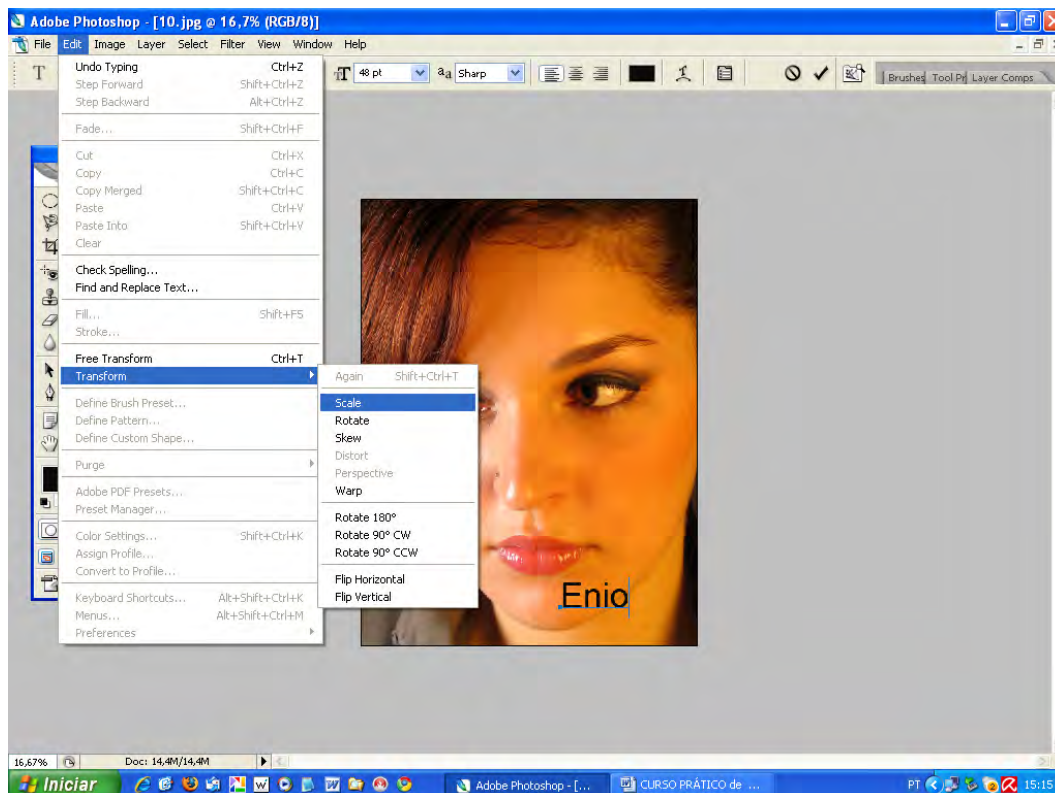 Adobe Photoshop - [10.jpg @ 16,7% (RGB/8)]
File Edit Image Layer Select Filter View Window Help
T 48 pt aa Sharp Brushes Tool Pr Layer Comps
Undo Typing Ctrl+Z
Step Forward Shift+Ctrl+Z
Step Backward Alt+Ctrl+Z
Fade... Shift+Ctrl+F
Cut Ctrl+X
Copy Ctrl+C
Copy Merged Shift+Ctrl+C
Paste Ctrl+V
Paste Into Shift+Ctrl+V
Clear
Check Spelling...
Find and Replace Text...
Fill... Shift+F5
Stroke...
Free Transform Ctrl+T
Transform
Define Brush Preset...
Define Pattern...
Define Custom Shape...
Purge
Adobe PDF Presets...
Preset Manager...
Color Settings... Shift+Ctrl+K
Assign Profile...
Convert to Profile...
Keyboard Shortcuts... Alt+Shift+Ctrl+K
Menus... Alt+Shift+Ctrl+M
Preferences
Again Shift+Ctrl+T
Scale
Rotate
Skew
Distort
Perspective
Warp
Rotate 180°
Rotate 90° CW
Rotate 90° CCW
Flip Horizontal
Flip Vertical
Enio
16,67% Doc: 14,4M/14,4M
Iniciar Adobe Photoshop - [... CURSO PRÁTICO de ... PT 15:15